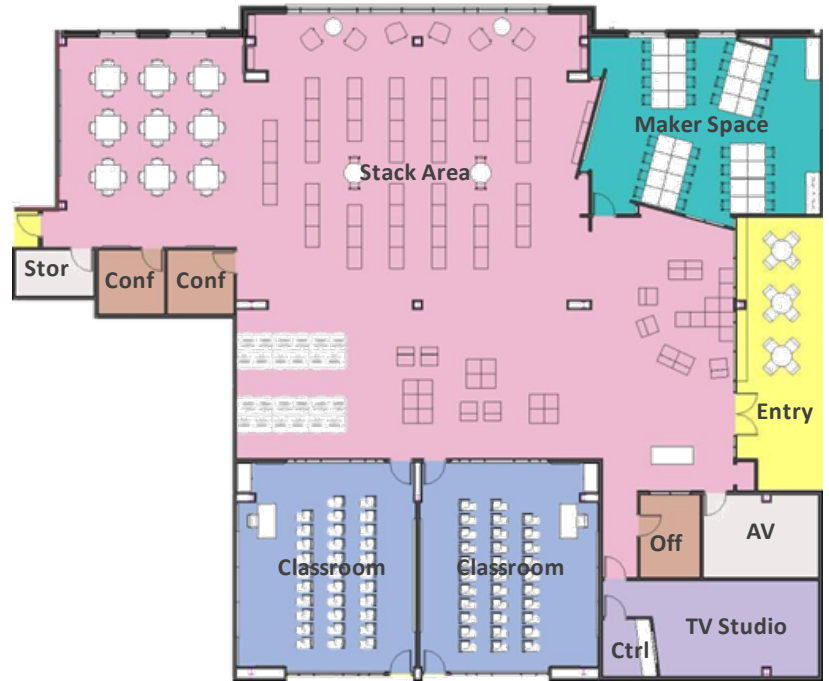 Maker Space
Stack Area
Stor
Conf
Conf
Entry
AV
Off
Classroom
Classroom
TV Studio
Ctrl